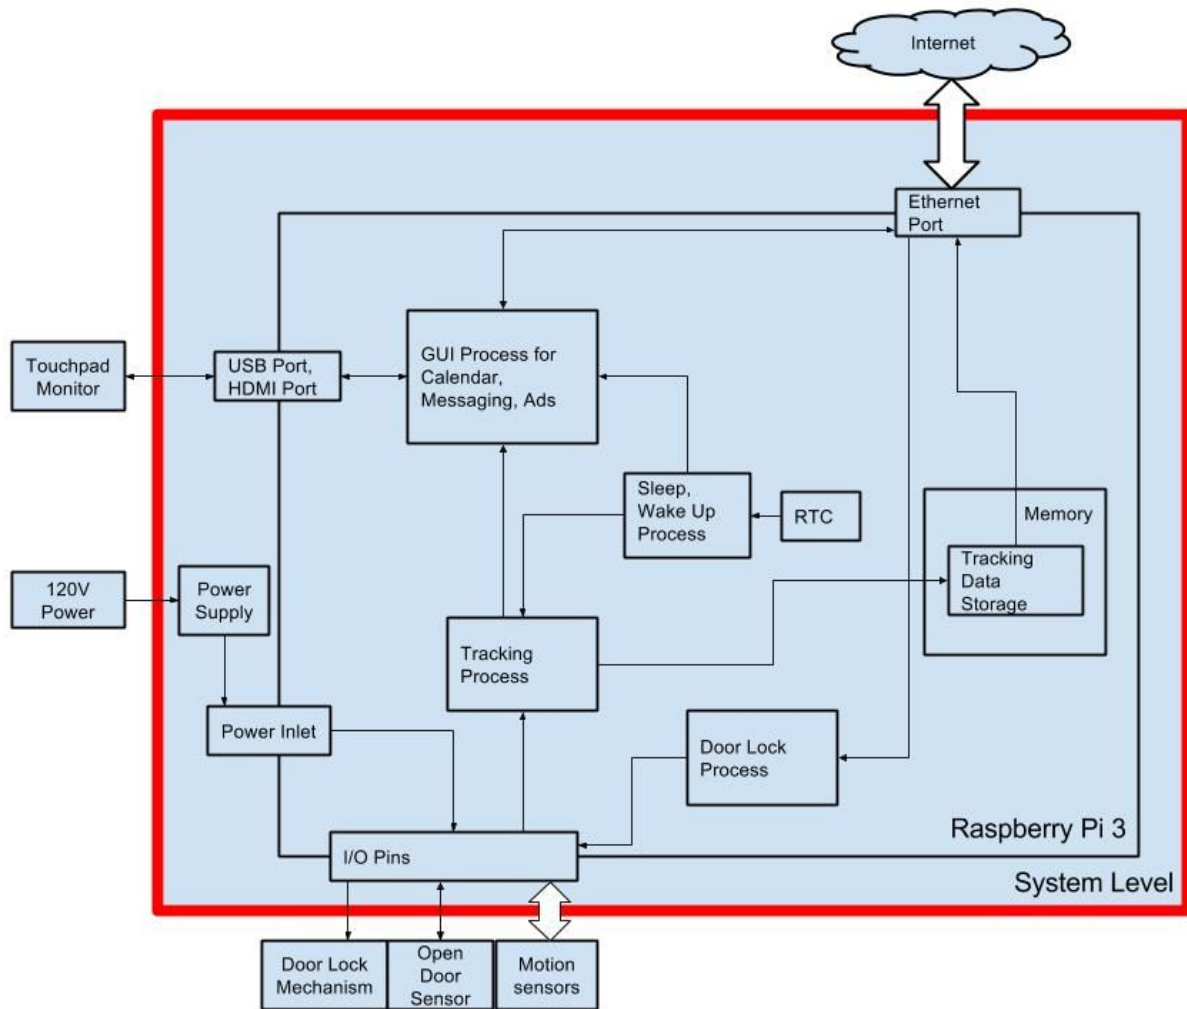 Internet
Ethernet
Port
Touchpad
Monitor
USB Port,
HDMI Port
GUI Process for
Calendar,
Messaging, Ads
Sleep,
Wake Up
Process
RTC
Memory
Tracking
Data
Storage
120V
Power
Power
Supply
Tracking
Process
Power Inlet
Door Lock
Process
Raspberry Pi 3
I/O Pins
System Level
Door Lock
Mechanism
Open
Door
Sensor
Motion
sensors